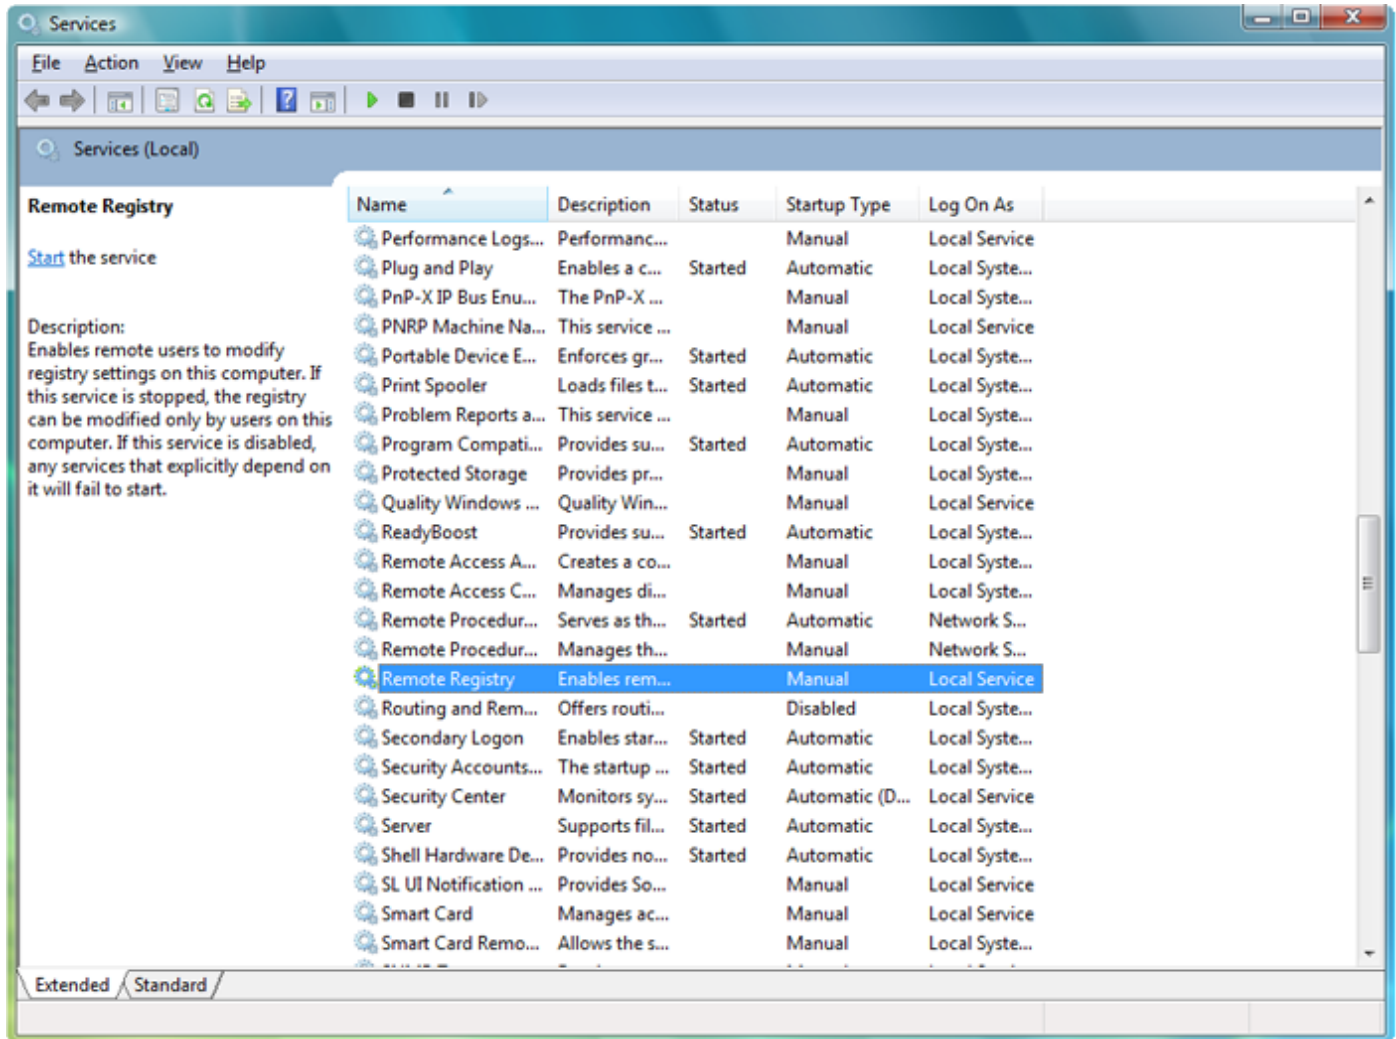 Services
File Action View Help
Services (Local)
Remote Registry
Start the service
Description:
Enables remote users to modify
registry settings on this computer. If
this service is stopped, the registry
can be modified only by users on this
computer. If this service is disabled,
any services that explicitly depend on
it will fail to start.
Name Description Status Startup Type Log On As
Performance Logs... Performanc... Manual Local Service
Plug and Play Enables a c... Started Automatic Local Syste...
PnP-X IP Bus Enu... The PnP-X ... Manual Local Syste...
PNRP Machine Na... This service ... Manual Local Service
Portable Device E... Enforces gr... Started Automatic Local Syste...
Print Spooler Loads files t... Started Automatic Local Syste...
Problem Reports a... This service ... Manual Local Syste...
Program Compati... Provides su... Started Automatic Local Syste...
Protected Storage Provides pr... Manual Local Syste...
Quality Windows ... Quality Win... Manual Local Service
ReadyBoost Provides su... Started Automatic Local Syste...
Remote Access A... Creates a co... Manual Local Syste...
Remote Access C... Manages di... Manual Local Syste...
Remote Procedur... Serves as th... Started Automatic Network S...
Remote Procedur... Manages th... Manual Network S...
Remote Registry Enables rem... Manual Local Service
Routing and Rem... Offers routi... Disabled Local Syste...
Secondary Logon Enables star... Started Automatic Local Syste...
Security Accounts... The startup ... Started Automatic Local Syste...
Security Center Monitors sy... Started Automatic (D... Local Service
Server Supports fil... Started Automatic Local Syste...
Shell Hardware De... Provides no... Started Automatic Local Syste...
SL UI Notification ... Provides So... Manual Local Service
Smart Card Manages ac... Manual Local Service
Smart Card Remo... Allows the s... Manual Local Syste...
Extended Standard